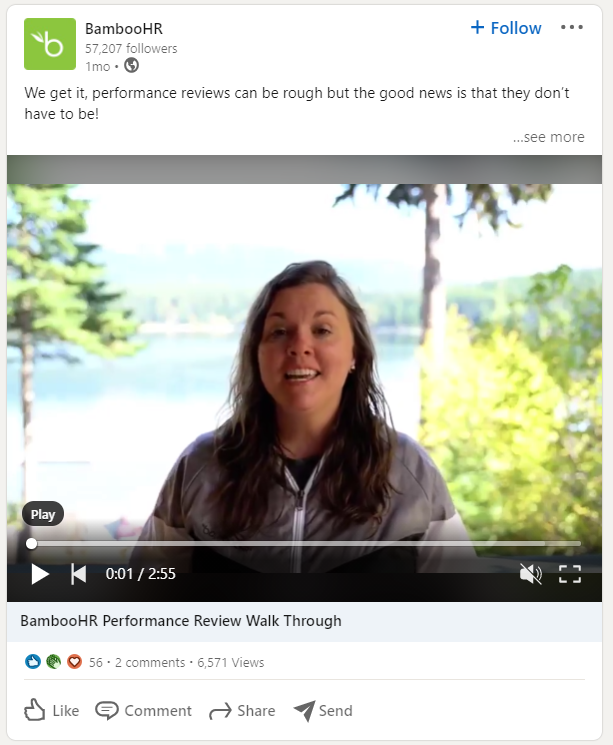 BambooHR
+ Follow
57,207 followers
1mo •
We get it, performance reviews can be rough but the good news is that they don't
have to be!
...see more
Play
0:01 / 2:55
BambooHR Performance Review Walk Through
56 • 2 comments • 6,571 Views
Like Comment Share Send